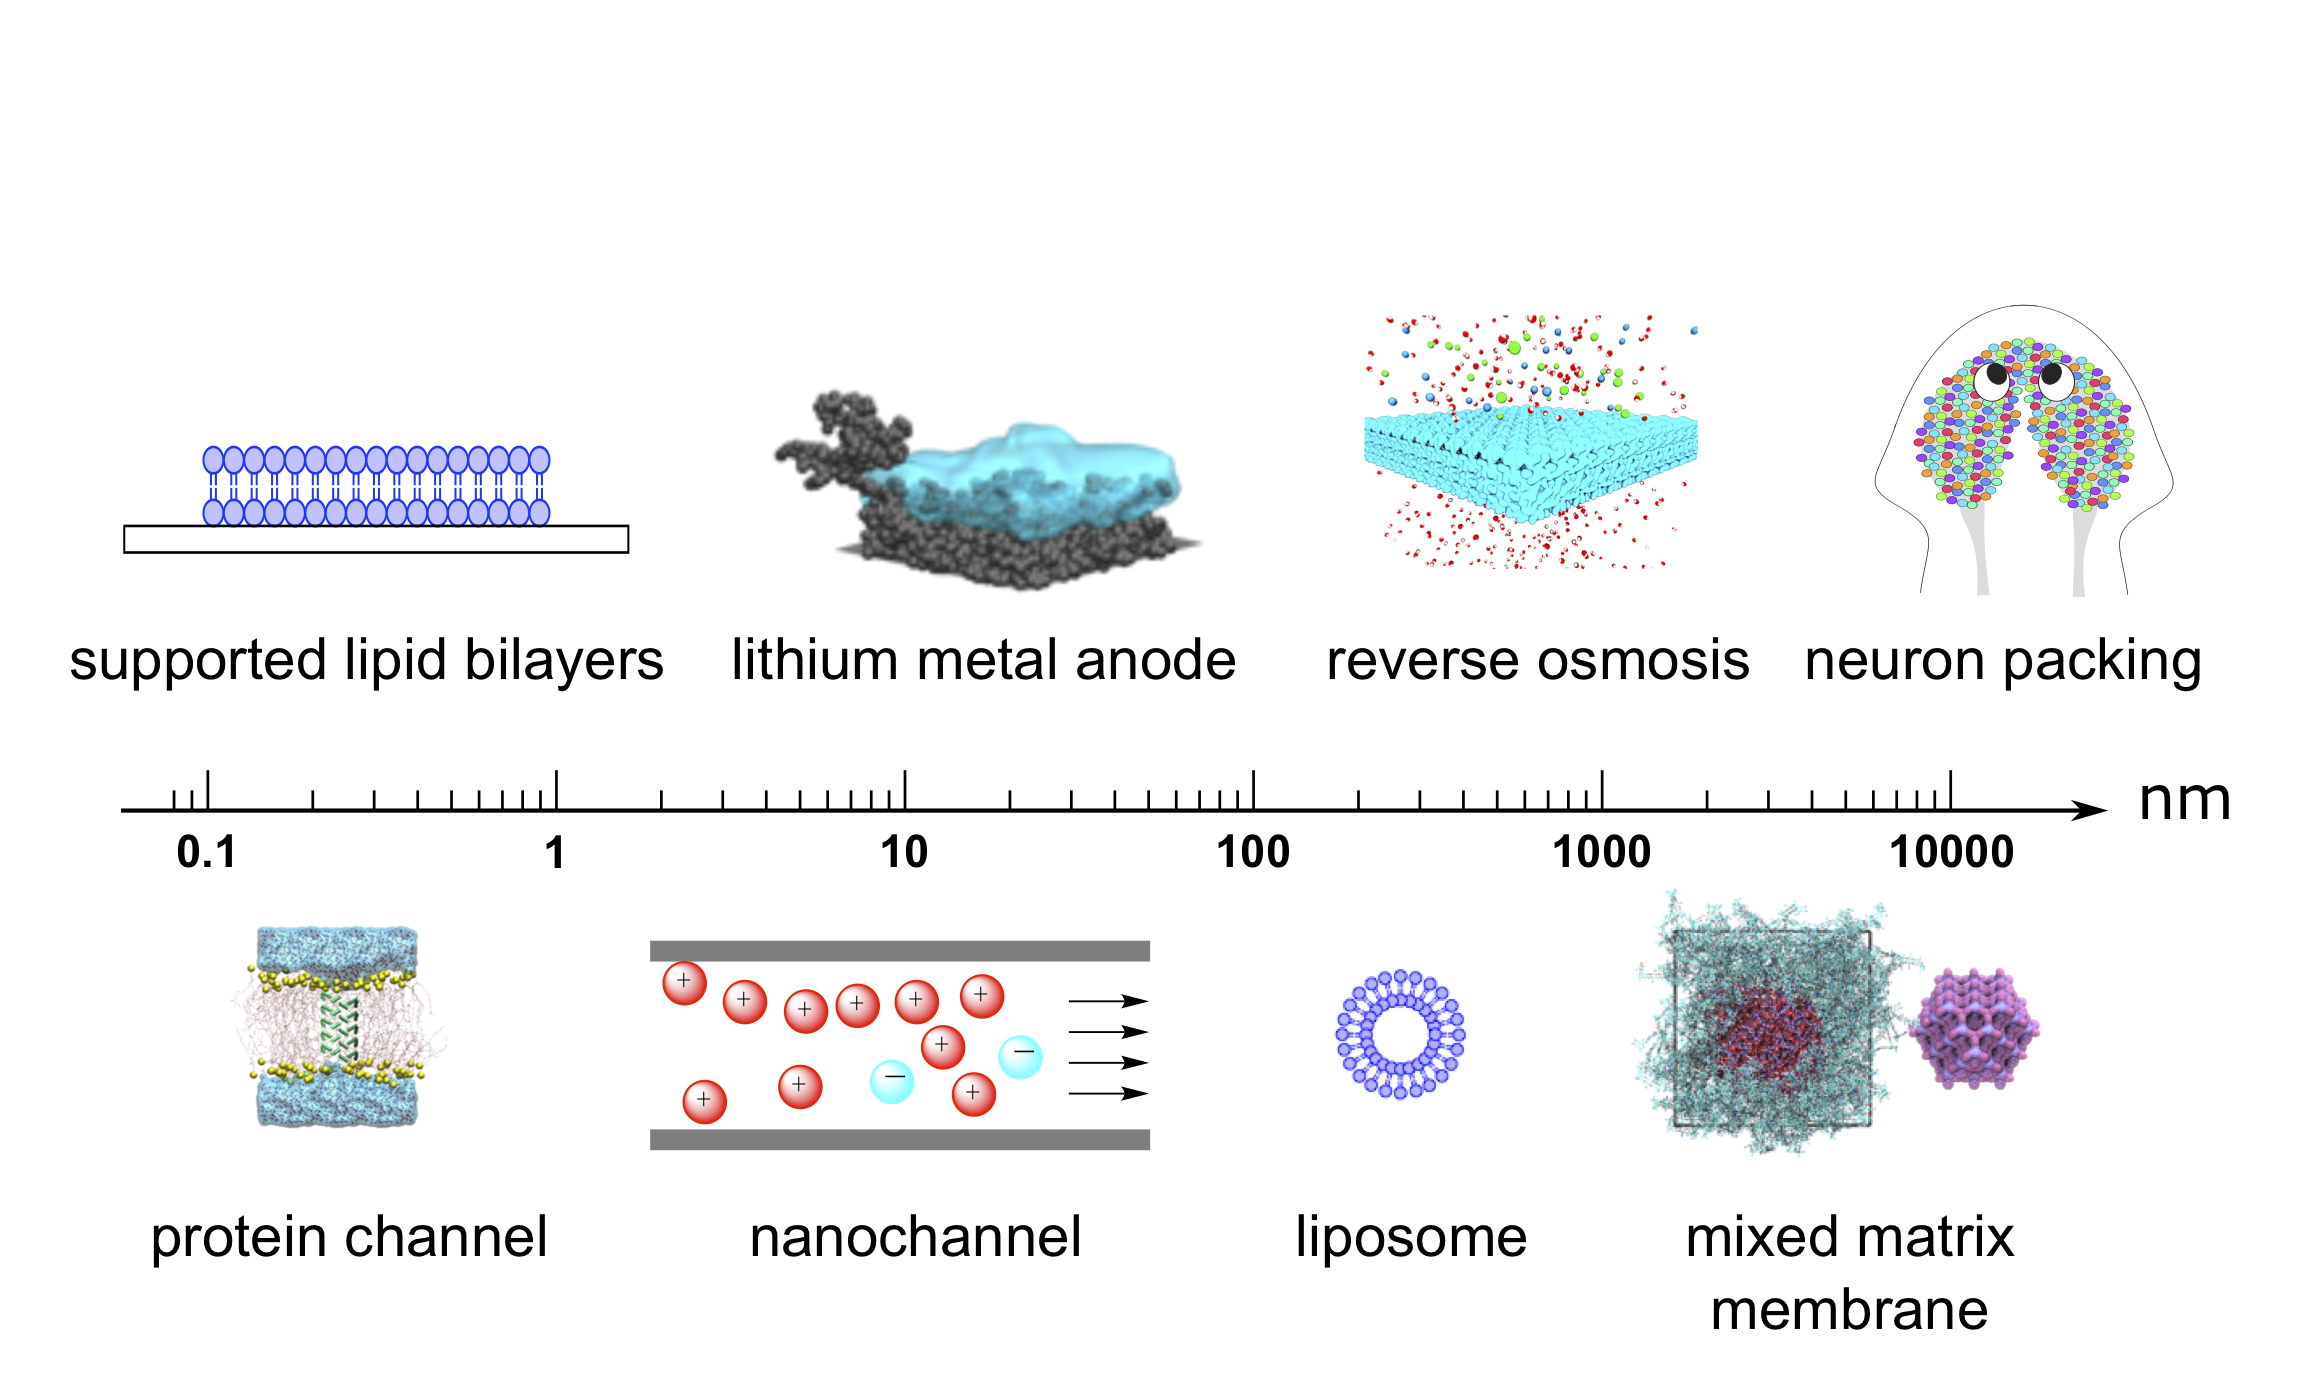 supported lipid bilayers
lithium metal anode
reverse osmosis
neuron packing
nm
0.1
1
10
100
1000
10000
+
+
+
+
+
+
+
+
+
+
−
−
protein channel
nanochannel
liposome
mixed matrix
membrane